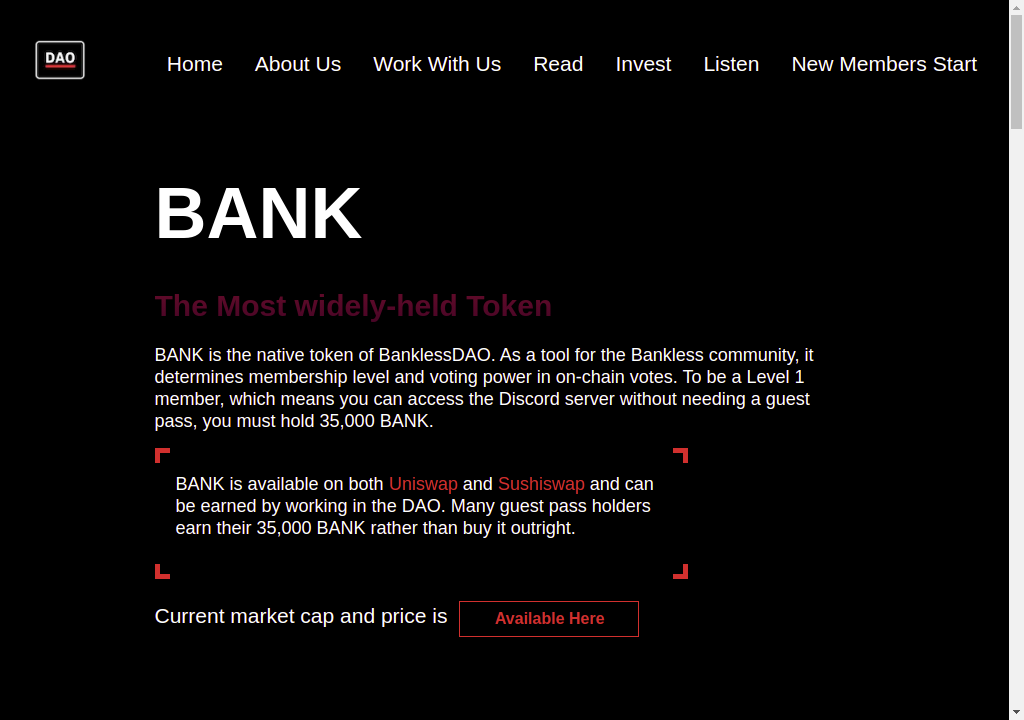 DAO
Home About Us Work With Us Read Invest Listen New Members Start
BANK
The Most widely-held Token
BANK is the native token of BanklessDAO. As a tool for the Bankless community, it
determines membership level and voting power in on-chain votes. To be a Level 1
member, which means you can access the Discord server without needing a guest
pass, you must hold 35,000 BANK.
BANK is available on both Uniswap and Sushiswap and can
be earned by working in the DAO. Many guest pass holders
earn their 35,000 BANK rather than buy it outright.
Current market cap and price is Available Here